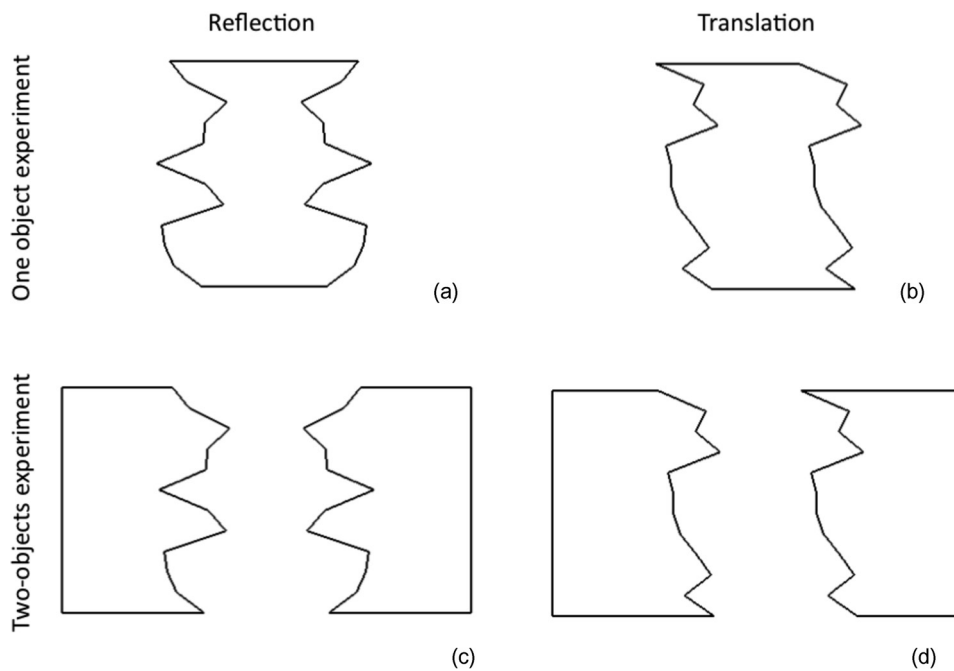 Reflection
Translation
One object experiment
(a)
(b)
Two-objects experiment
(c)
(d)